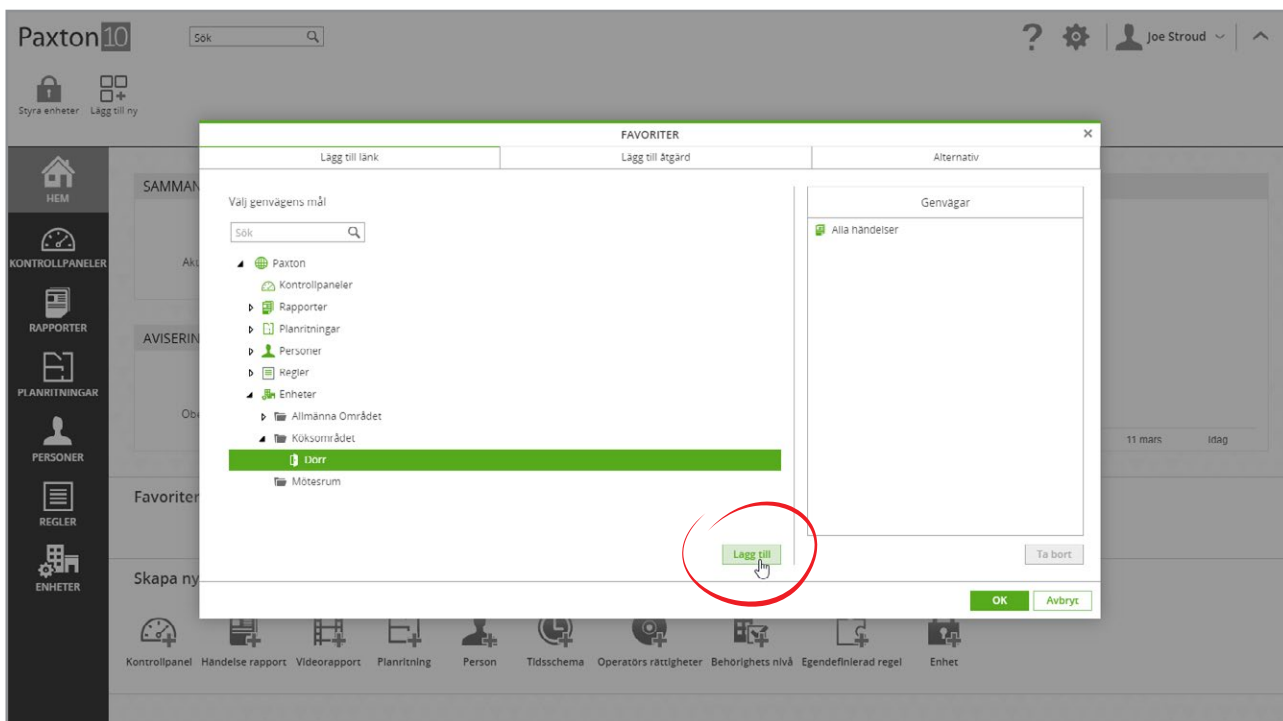 Paxton10
Sök
Joe Stroud
Styra enheter
Lägg till ny
FAVORITER
Lägg till länk
Lägg till åtgärd
Alternativ
HEM
KONTROLLPANELER
RAPPORTER
PLANRITNINGAR
PERSONER
REGLER
ENHETER
SAMMAN
Akt
AVISERIN
Obe
Favoriter
Skapa ny
Välj genvägens mål
Sök
Paxton
Kontrollpaneler
Rapporter
Planritningar
Personer
Regler
Enheter
Allmänna Området
Köksområdet
Dörr
Mötesrum
Lägg till
Genvägar
Alla händelser
Ta bort
OK
Avbryt
11 mars
Idag
Kontrollpanel
Händelse rapport
Videorapport
Planritning
Person
Tidsschema
Operatörs rättigheter
Behörighets nivå
Egendefinierad regel
Enhet